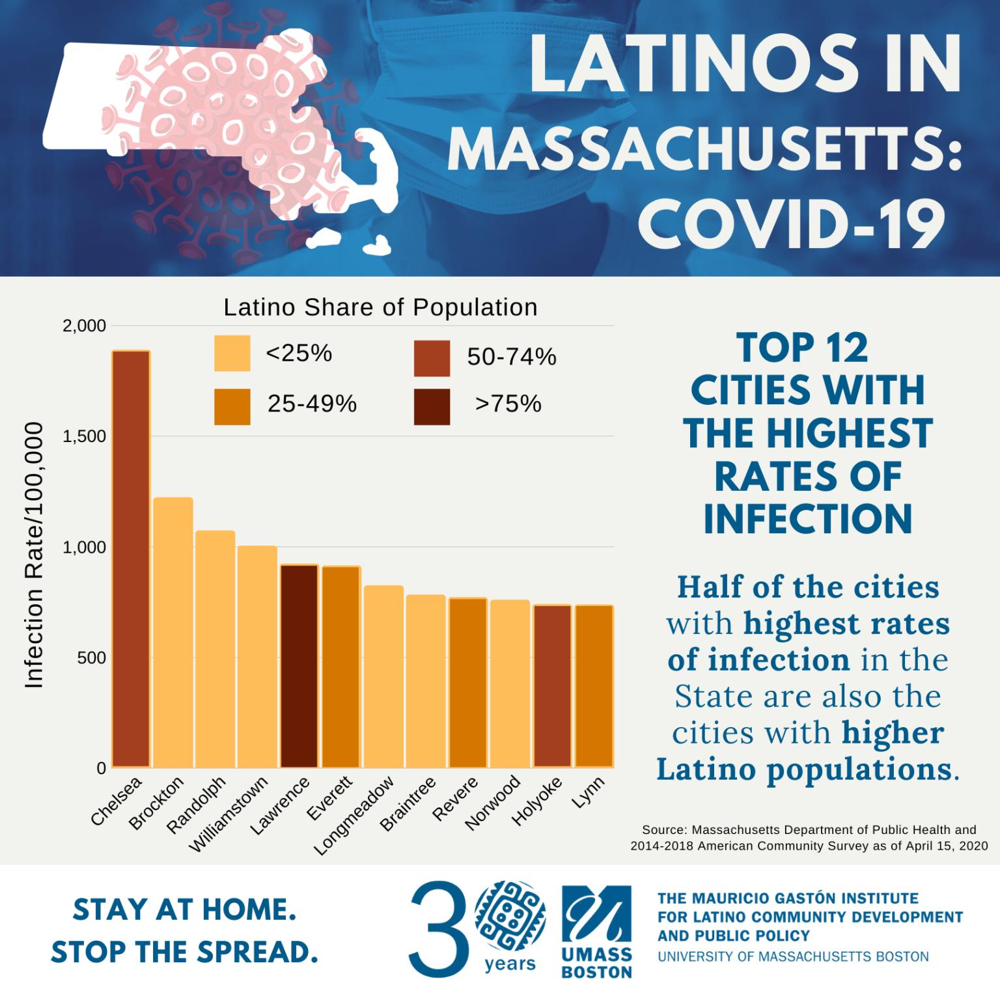 LATINOS IN
MASSACHUSETTS:
COVID-19
Latino Share of Population
<25%
50-74%
25-49%
>75%
Infection Rate/100,000
2,000
1,500
1,000
500
0
Chelsea
Brockton
Randolph
Williamstown
Lawrence
Everett
Longmeadow
Braintree
Revere
Norwood
Holyoke
Lynn
TOP 12
CITIES WITH
THE HIGHEST
RATES OF
INFECTION
Half of the cities
with highest rates
of infection in the
State are also the
cities with higher
Latino populations.
Source: Massachusetts Department of Public Health and
2014-2018 American Community Survey as of April 15, 2020
STAY AT HOME.
STOP THE SPREAD.
30
years
UMASS
BOSTON
THE MAURICIO GASTÓN INSTITUTE
FOR LATINO COMMUNITY DEVELOPMENT
AND PUBLIC POLICY
UNIVERSITY OF MASSACHUSETTS BOSTON